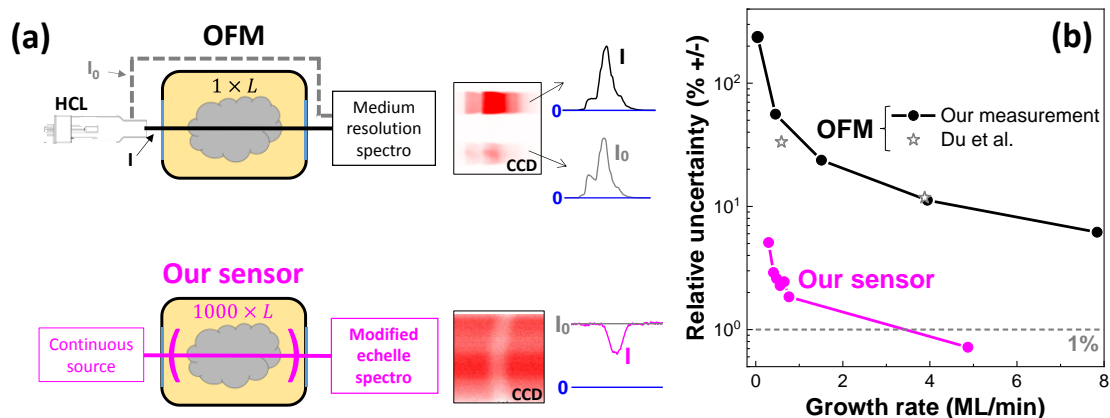 (a)
OFM
I₀
1 × L
HCL
I
Medium
resolution
spectro
CCD
I
0
I₀
0
Our sensor
1000 × L
Continuous
source
Modified
echelle
spectro
CCD
I₀
I
0
(b)
Relative uncertainty (% +/-)
10²
10¹
10⁰
OFM
Our measurement
Du et al.
Our sensor
1%
0
2
4
6
8
Growth rate (ML/min)